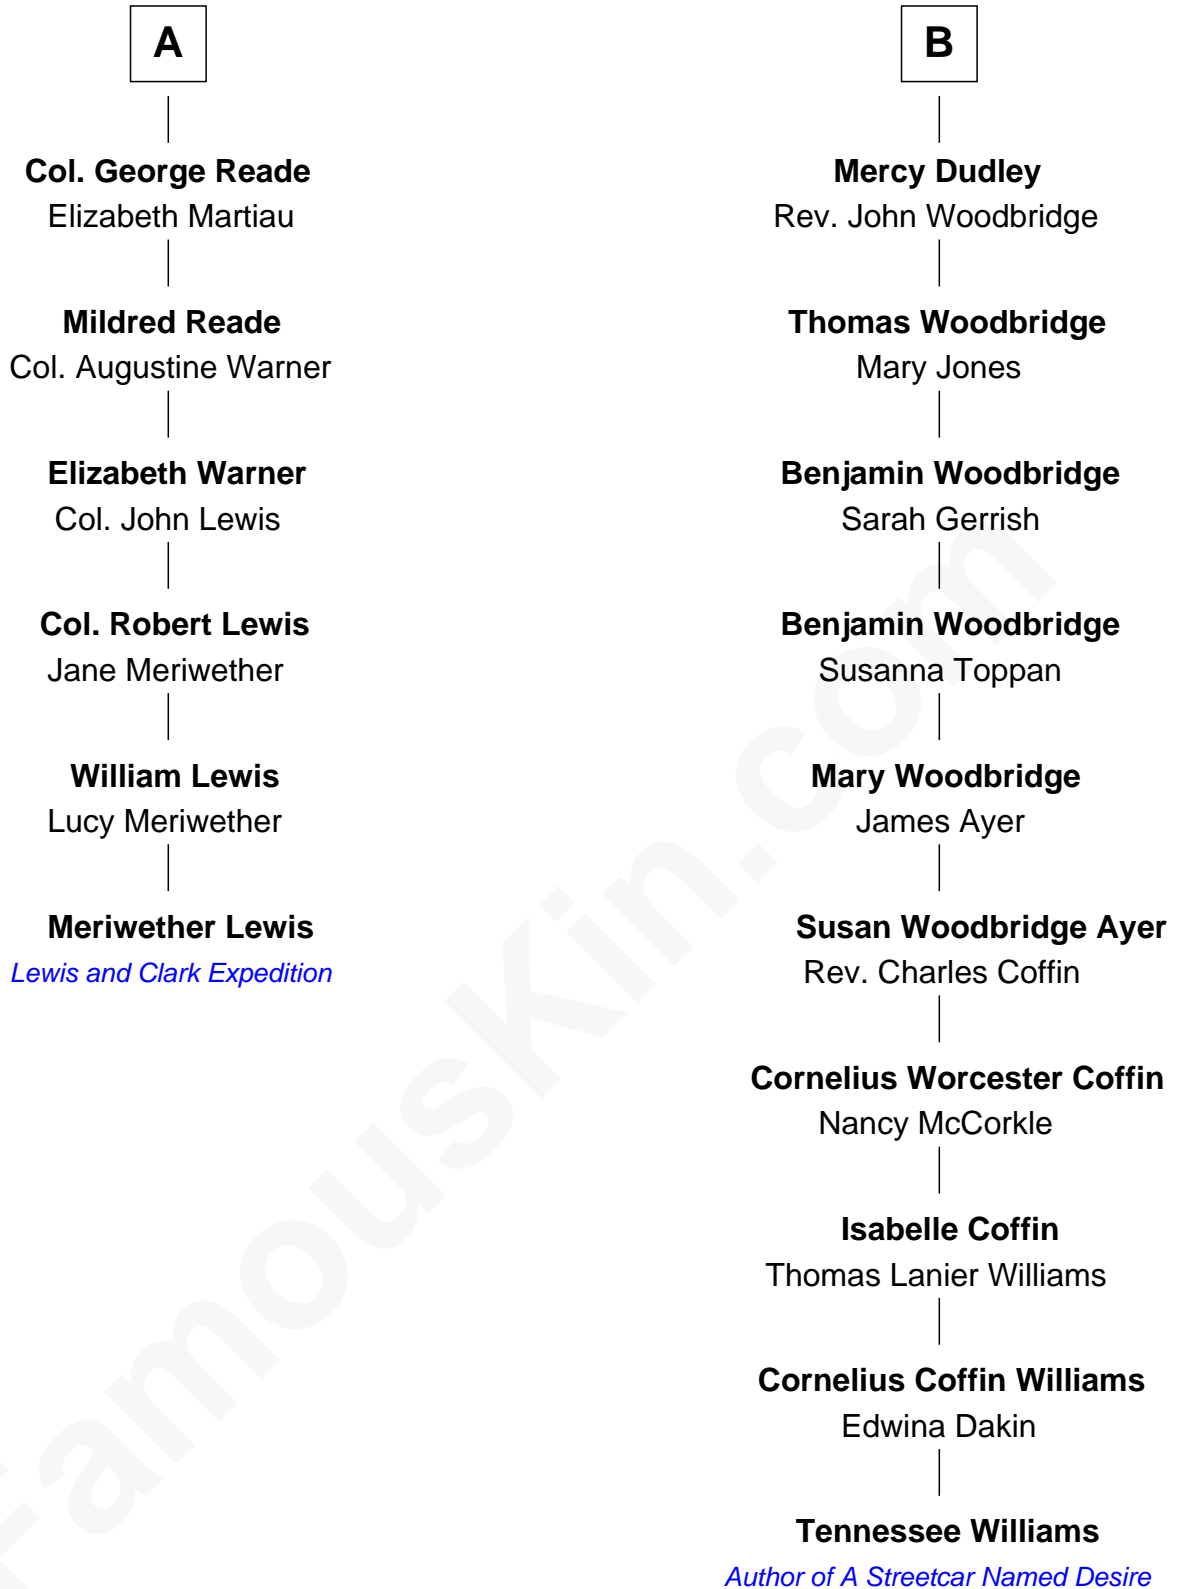 A
Col. George Reade
Elizabeth Martiau
Mildred Reade
Col. Augustine Warner
Elizabeth Warner
Col. John Lewis
Col. Robert Lewis
Jane Meriwether
William Lewis
Lucy Meriwether
Meriwether Lewis
Lewis and Clark Expedition
B
Mercy Dudley
Rev. John Woodbridge
Thomas Woodbridge
Mary Jones
Benjamin Woodbridge
Sarah Gerrish
Benjamin Woodbridge
Susanna Toppan
Mary Woodbridge
James Ayer
Susan Woodbridge Ayer
Rev. Charles Coffin
Cornelius Worcester Coffin
Nancy McCorkle
Isabelle Coffin
Thomas Lanier Williams
Cornelius Coffin Williams
Edwina Dakin
Tennessee Williams
Author of A Streetcar Named Desire
FamousKin.com